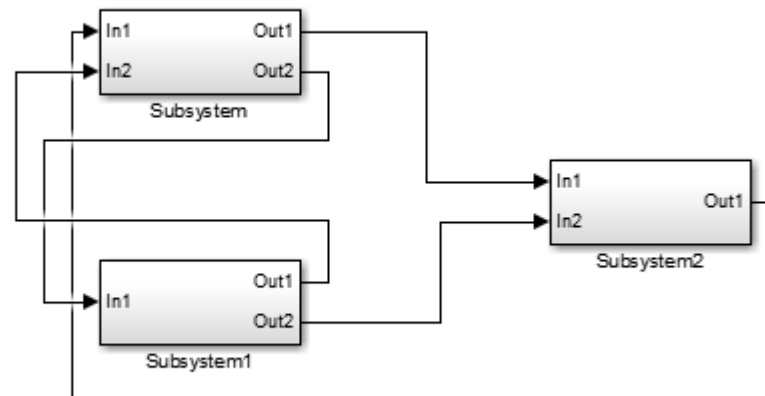 In1 Out1
In2 Out2
Subsystem
In1 Out1
In2
Subsystem2
Out1
In1
Out2
Subsystem1